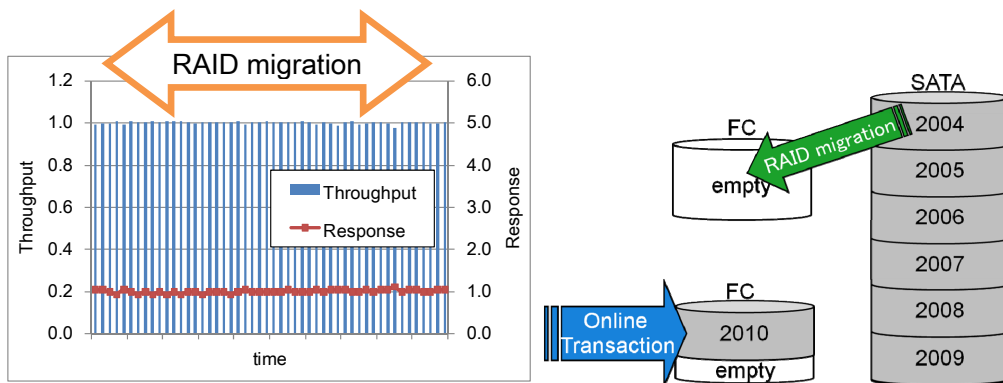 RAID migration
Throughput
1.2
1.0
0.8
0.6
0.4
0.2
0.0
6.0
5.0
4.0
3.0
2.0
1.0
0.0
Response
Throughput
Response
time
SATA
2004
2005
2006
2007
2008
2009
RAID migration
FC
empty
Online
Transaction
FC
2010
empty